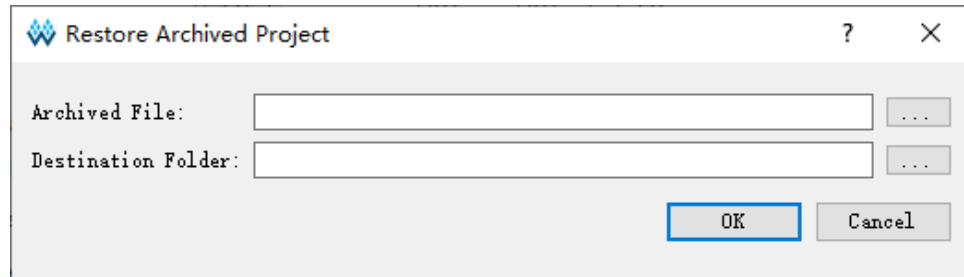 Restore Archived Project ?
Archived File: ...
Destination Folder: ...
OK Cancel